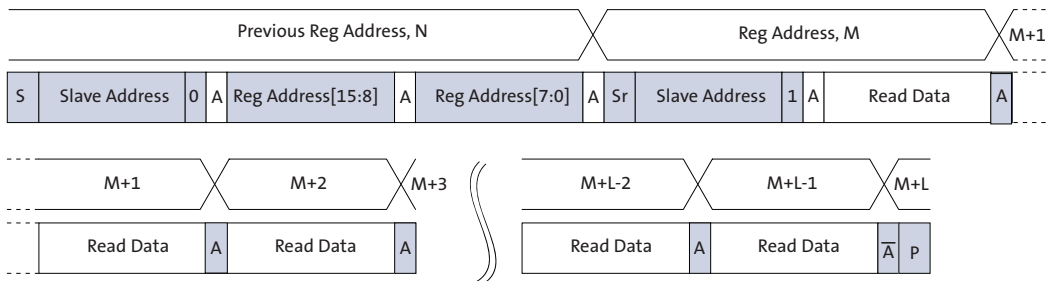 Previous Reg Address, N Reg Address, M M+1
S Slave Address 0 A Reg Address[15:8] A Reg Address[7:0] A Sr Slave Address 1 A Read Data A
M+1 M+2 M+3 M+L-2 M+L-1 M+L
Read Data A Read Data A Read Data A Read Data A̅ P